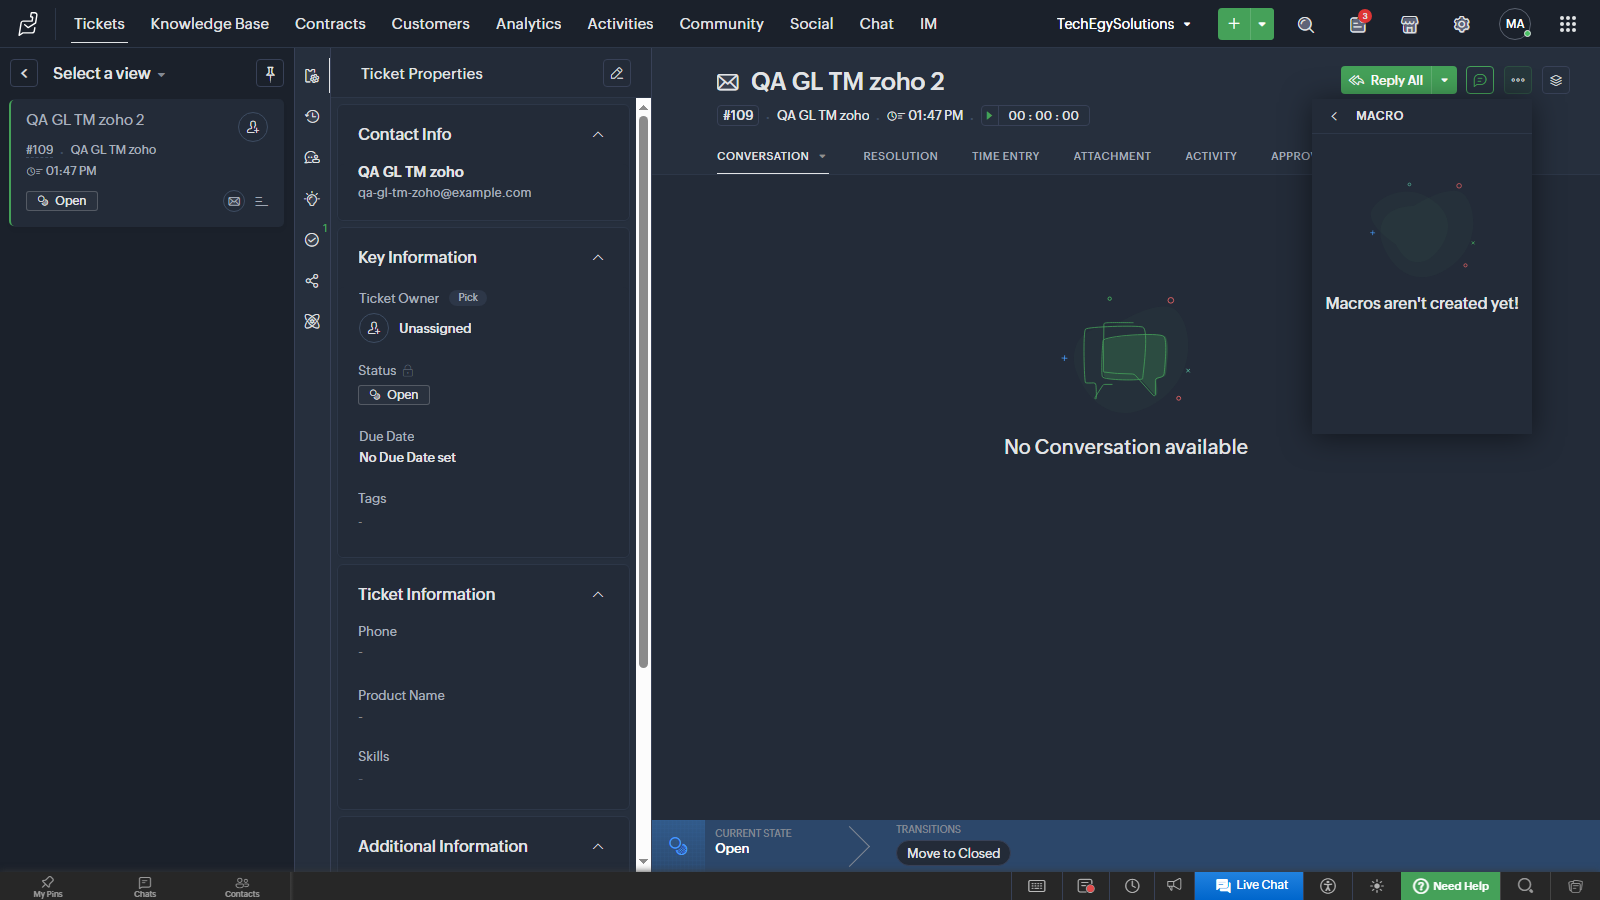 Tickets Knowledge Base Contracts Customers Analytics Activities Community Social Chat IM TechEgySolutions 3 MA
Select a view
QA GL TM zoho 2
#109 . QA GL TM zoho
01:47 PM
Open
1
Ticket Properties
Contact Info
QA GL TM zoho
qa-gl-tm-zoho@example.com
Key Information
Ticket Owner Pick
Unassigned
Status
Open
Due Date
No Due Date set
Tags
-
Ticket Information
Phone
-
Product Name
-
Skills
-
Additional Information
QA GL TM zoho 2
#109 . QA GL TM zoho . 01:47 PM . 00 : 00 : 00
Reply All
CONVERSATION RESOLUTION TIME ENTRY ATTACHMENT ACTIVITY APPROV
MACRO
Macros aren't created yet!
No Conversation available
CURRENT STATE
Open
TRANSITIONS
Move to Closed
My Pins Chats Contacts
Live Chat
Need Help